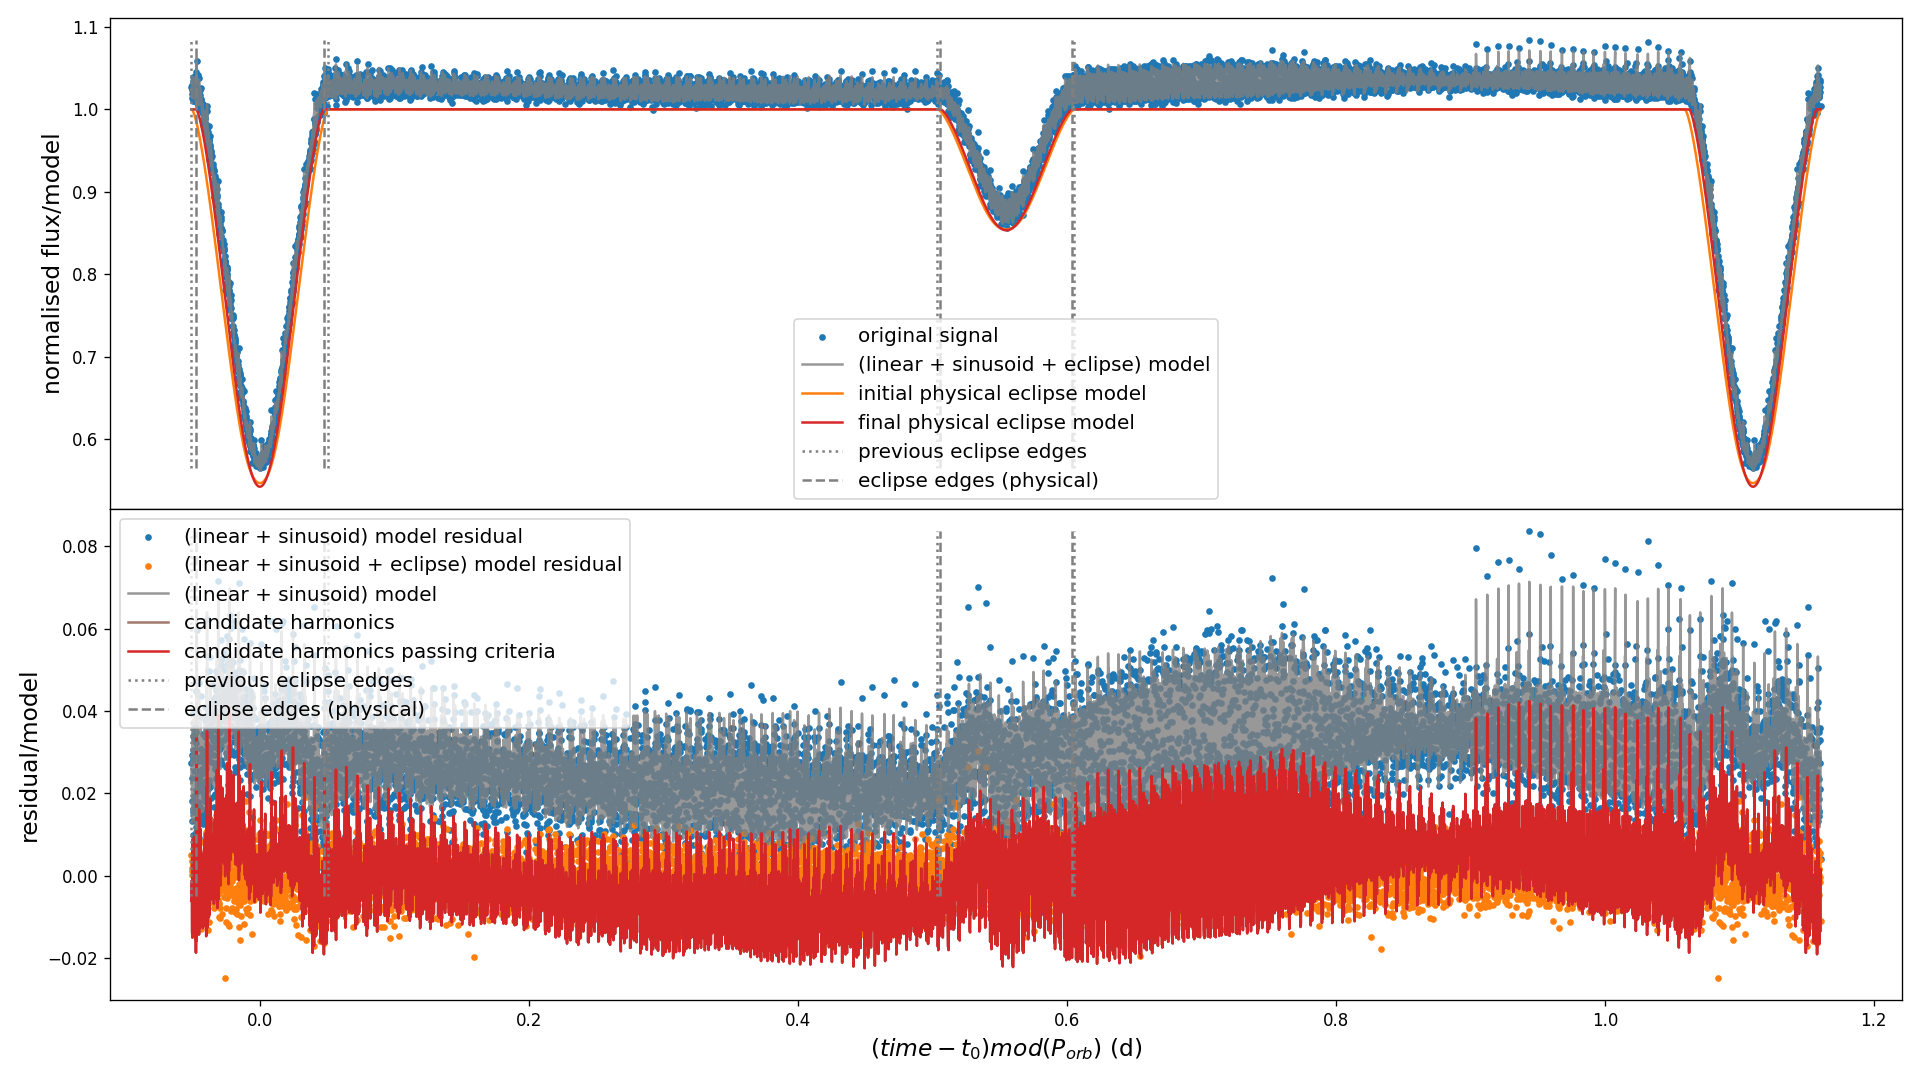 1.1
1.0
0.9
0.8
0.7
0.6
normalised flux/model
original signal
(linear + sinusoid + eclipse) model
initial physical eclipse model
final physical eclipse model
previous eclipse edges
eclipse edges (physical)
(linear + sinusoid) model residual
(linear + sinusoid + eclipse) model residual
(linear + sinusoid) model
candidate harmonics
candidate harmonics passing criteria
previous eclipse edges
eclipse edges (physical)
0.08
0.06
0.04
0.02
0.00
−0.02
residual/model
0.0 0.2 0.4 0.6 0.8 1.0 1.2
(time − t₀)mod(P_orb) (d)